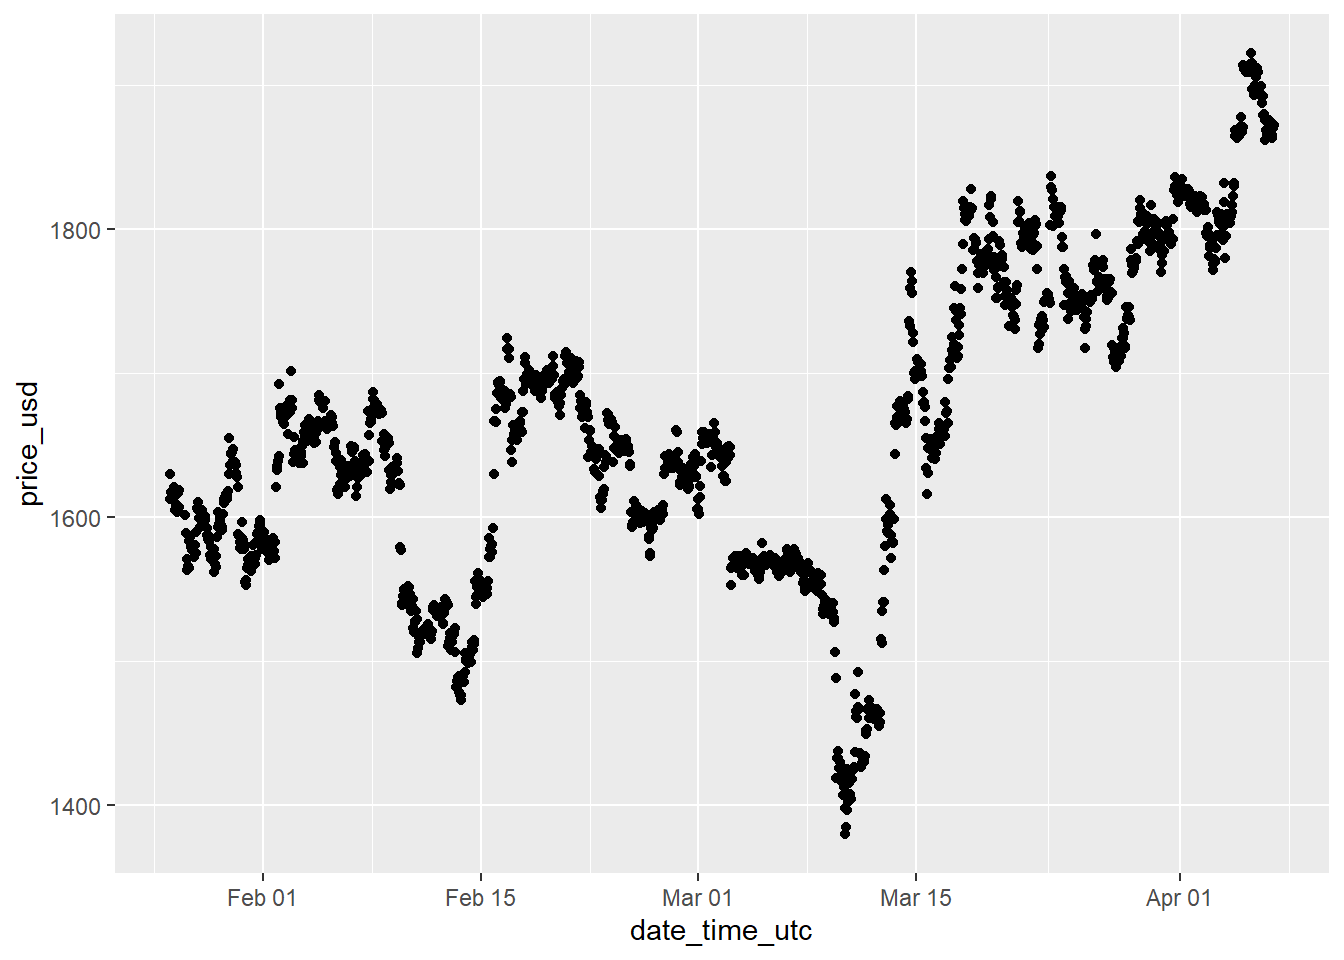 price_usd
1800
1600
1400
Feb 01
Feb 15
Mar 01
Mar 15
Apr 01
date_time_utc